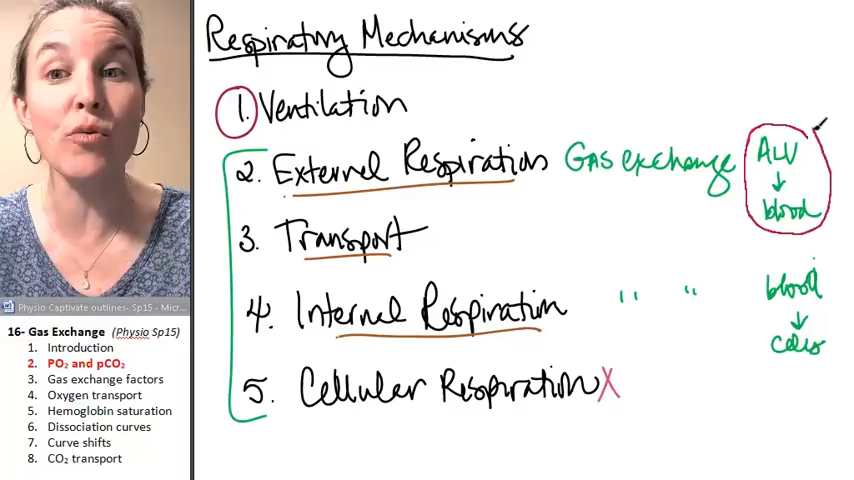 Respiratory Mechanisms
1. Ventilation
2. External Respiration Gas exchange ALV
↓
blood
3. Transport
4. Internal Respiration " " blood
↓
cells
5. Cellular Respiration X
Physio Captivate outlines- Sp15 - Micr...
16- Gas Exchange (Physio Sp15)
1. Introduction
2. PO₂ and pCO₂
3. Gas exchange factors
4. Oxygen transport
5. Hemoglobin saturation
6. Dissociation curves
7. Curve shifts
8. CO₂ transport